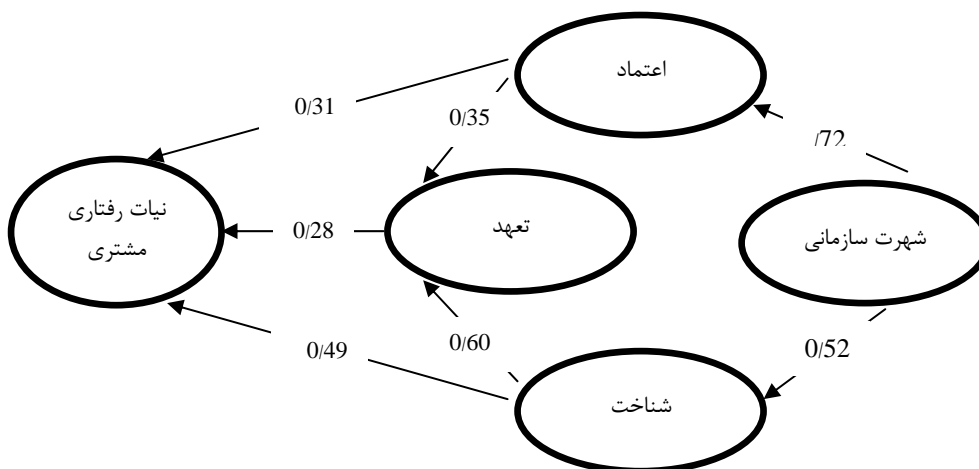 اعتماد
0/31
0/35
/72
نیات رفتاری
مشتری
0/28
تعهد
شهرت سازمانی
0/49
0/60
0/52
شناخت